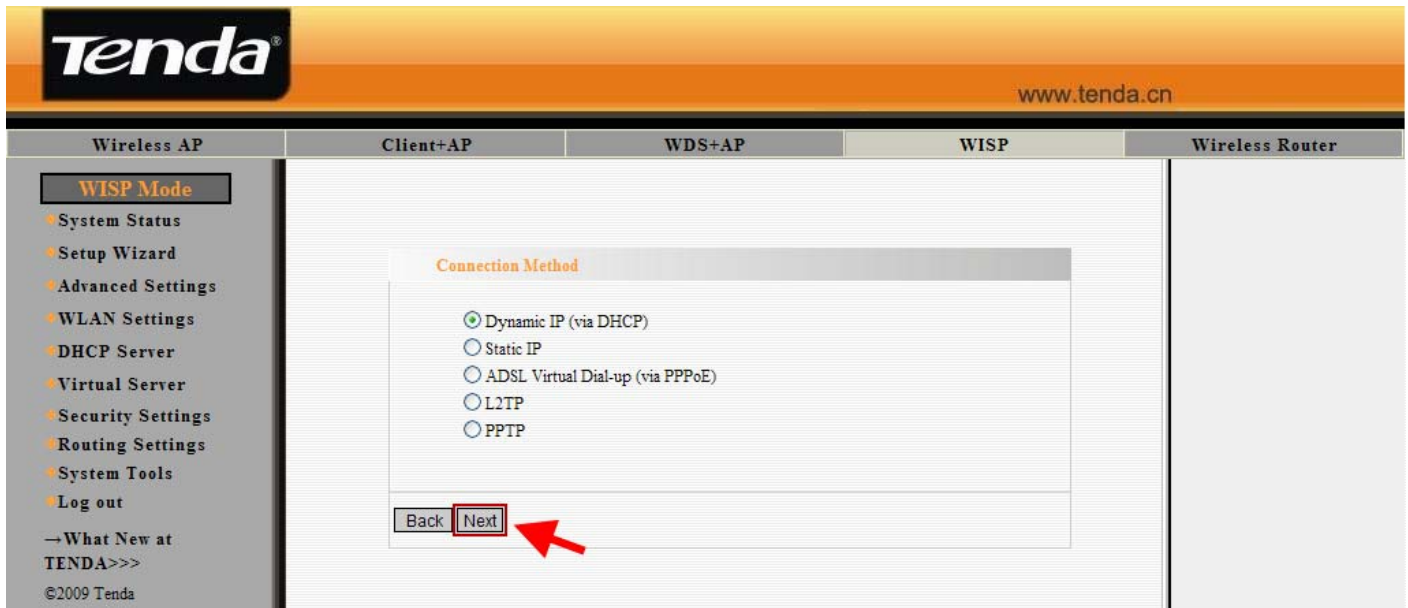 Tenda®
www.tenda.cn
Wireless AP
Client+AP
WDS+AP
WISP
Wireless Router
WISP Mode
System Status
Setup Wizard
Advanced Settings
WLAN Settings
DHCP Server
Virtual Server
Security Settings
Routing Settings
System Tools
Log out
→What New at
TENDA>>>
©2009 Tenda
Connection Method
Dynamic IP (via DHCP)
Static IP
ADSL Virtual Dial-up (via PPPoE)
L2TP
PPTP
Back Next